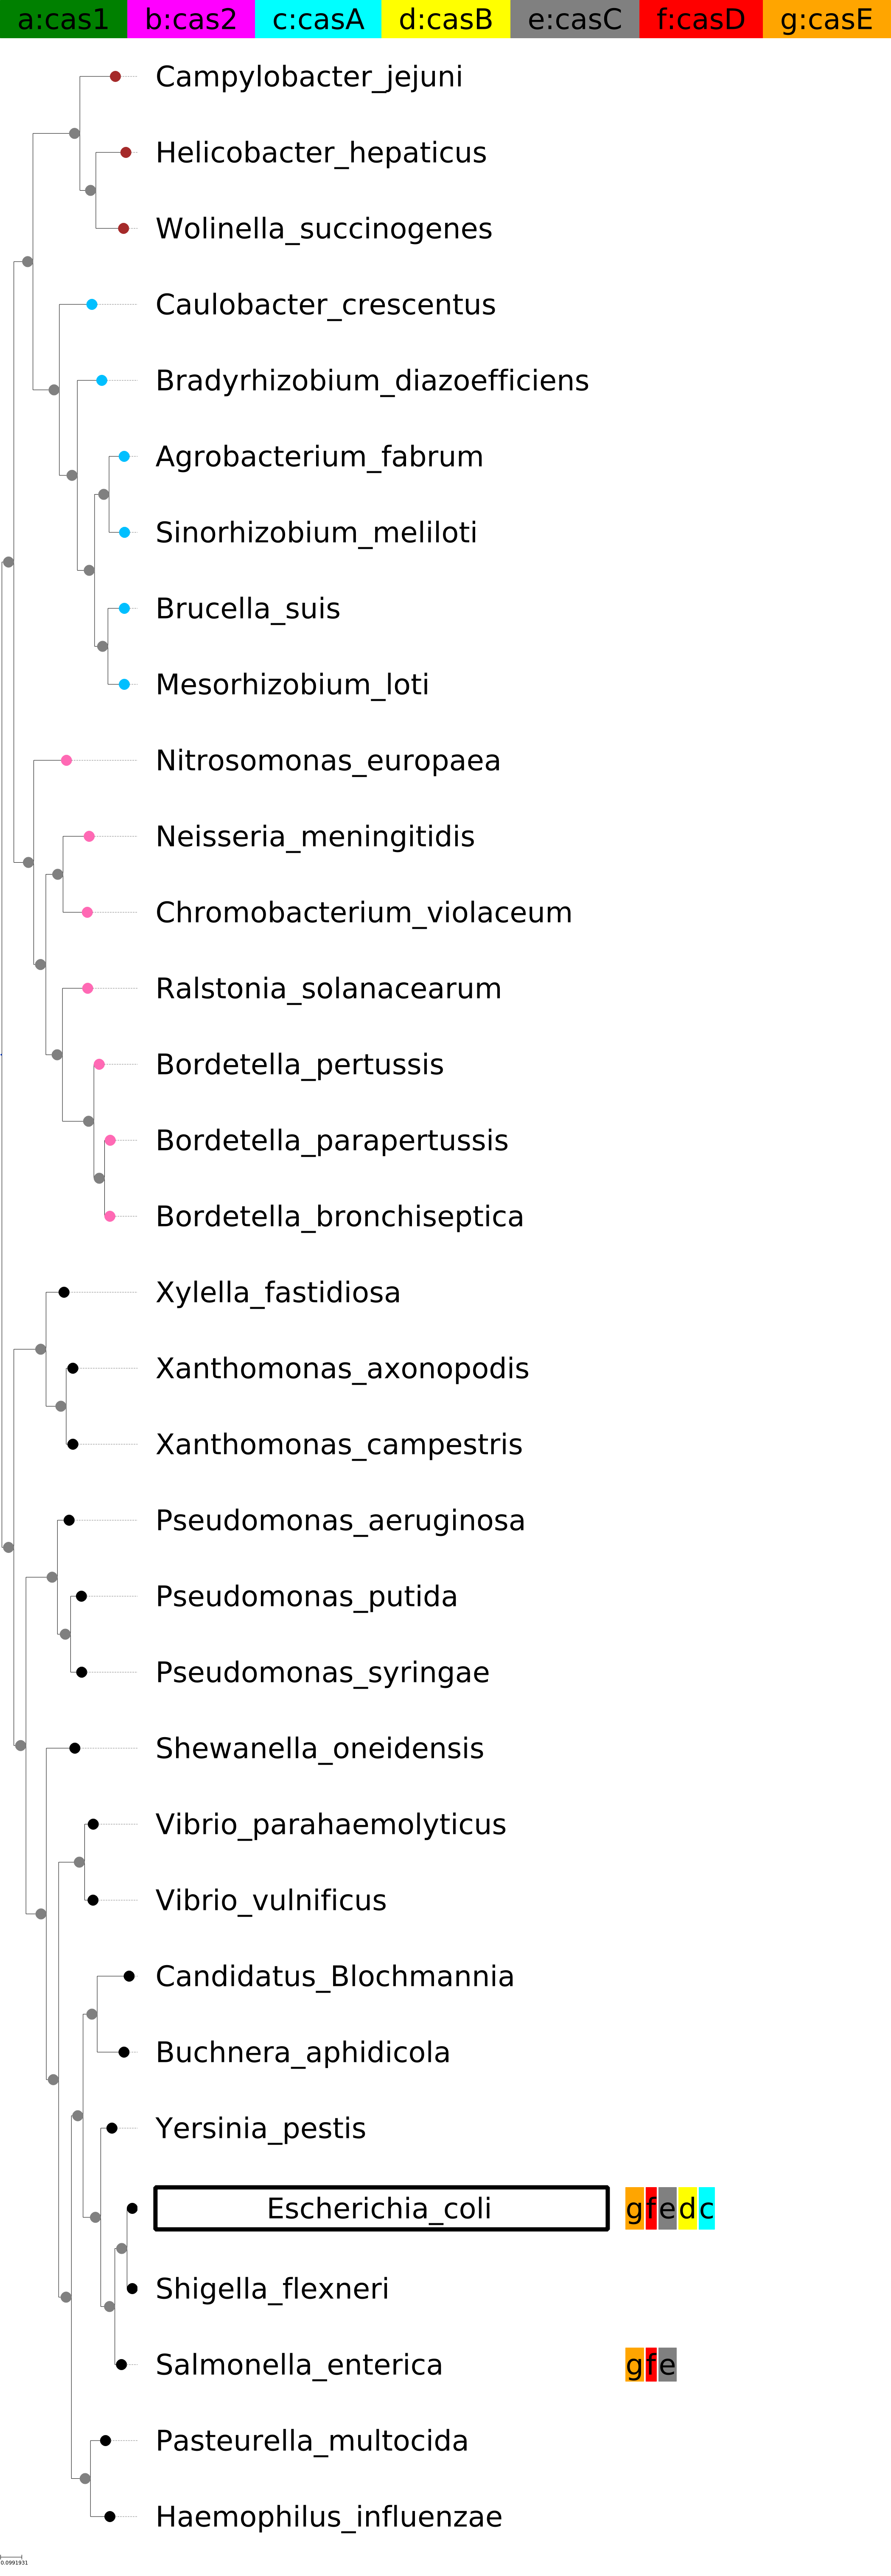 a:cas1 b:cas2 c:casA d:casB e:casC f:casD g:casE
Campylobacter_jejuni
Helicobacter_hepaticus
Wolinella_succinogenes
Caulobacter_crescentus
Bradyrhizobium_diazoefficiens
Agrobacterium_fabrum
Sinorhizobium_meliloti
Brucella_suis
Mesorhizobium_loti
Nitrosomonas_europaea
Neisseria_meningitidis
Chromobacterium_violaceum
Ralstonia_solanacearum
Bordetella_pertussis
Bordetella_parapertussis
Bordetella_bronchiseptica
Xylella_fastidiosa
Xanthomonas_axonopodis
Xanthomonas_campestris
Pseudomonas_aeruginosa
Pseudomonas_putida
Pseudomonas_syringae
Shewanella_oneidensis
Vibrio_parahaemolyticus
Vibrio_vulnificus
Candidatus_Blochmannia
Buchnera_aphidicola
Yersinia_pestis
Escherichia_coli g f e d c
Shigella_flexneri
Salmonella_enterica g f e
Pasteurella_multocida
Haemophilus_influenzae
0.0991931